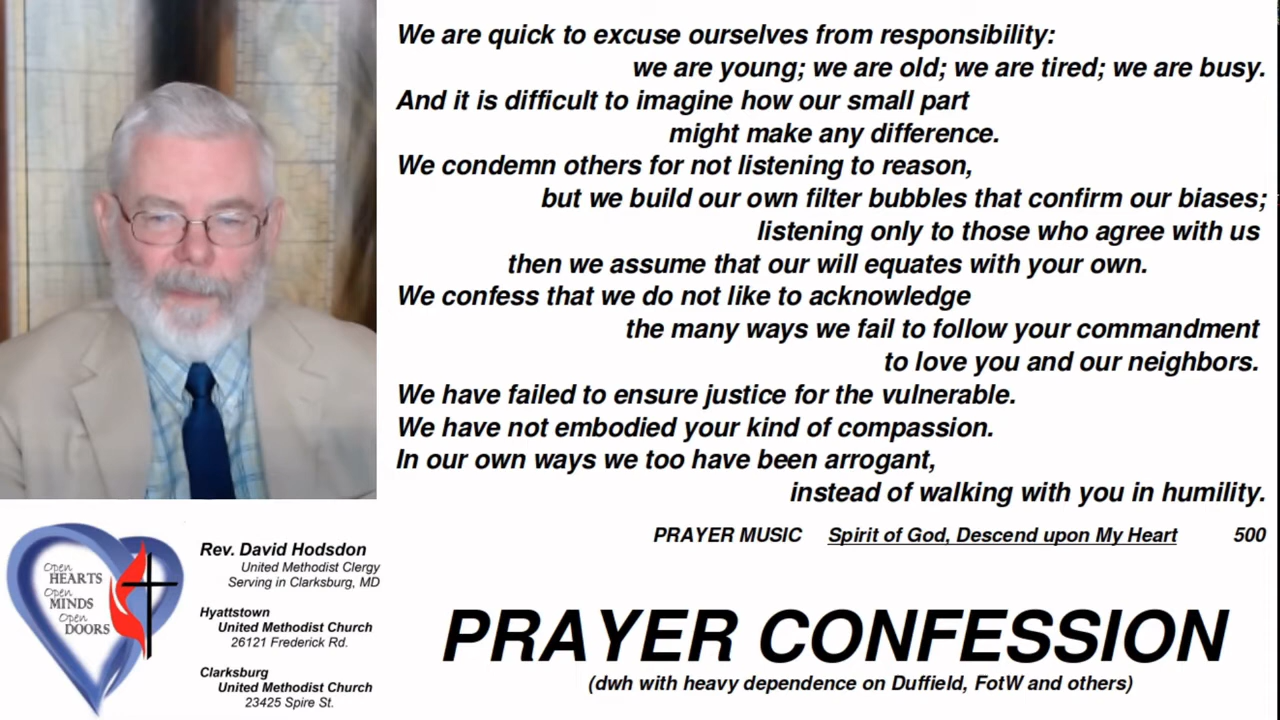 We are quick to excuse ourselves from responsibility:
we are young; we are old; we are tired; we are busy.
And it is difficult to imagine how our small part
might make any difference.
We condemn others for not listening to reason,
but we build our own filter bubbles that confirm our biases;
listening only to those who agree with us
then we assume that our will equates with your own.
We confess that we do not like to acknowledge
the many ways we fail to follow your commandment
to love you and our neighbors.
We have failed to ensure justice for the vulnerable.
We have not embodied your kind of compassion.
In our own ways we too have been arrogant,
instead of walking with you in humility.
PRAYER MUSIC Spirit of God, Descend upon My Heart 500
PRAYER CONFESSION
(dwh with heavy dependence on Duffield, FotW and others)
Open
HEARTS
Open
MINDS
Open
DOORS
Rev. David Hodsdon
United Methodist Clergy
Serving in Clarksburg, MD
Hyattstown
United Methodist Church
26121 Frederick Rd.
Clarksburg
United Methodist Church
23425 Spire St.